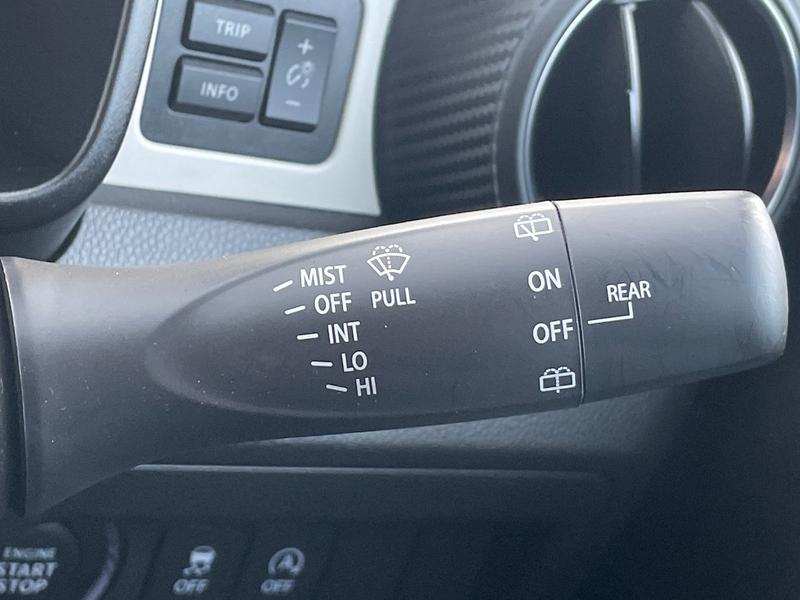 TRIP
+
INFO
-
MIST
OFF
PULL
INT
LO
HI
ON
OFF
REAR
ENGINE
START
STOP
OFF
OFF